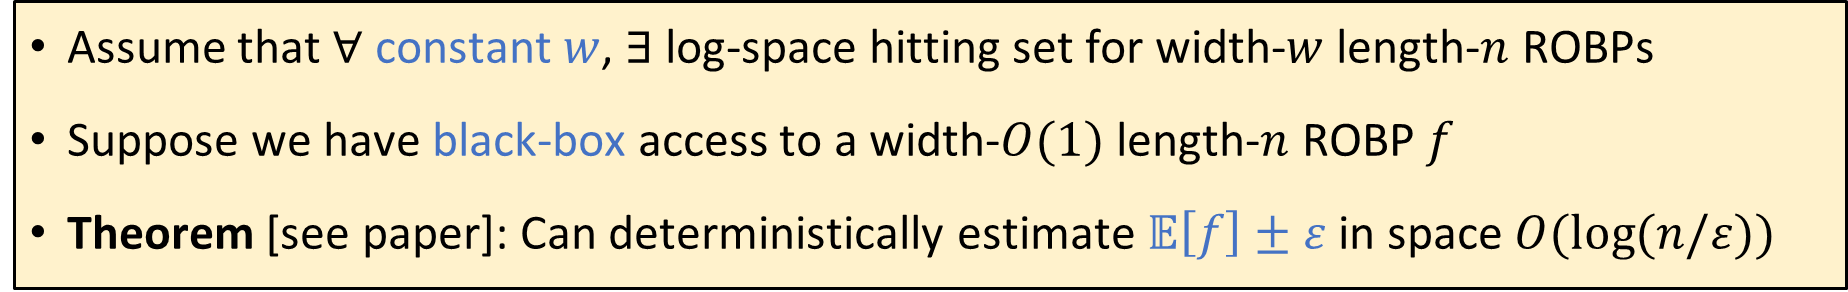 • Assume that ∀ constant w, ∃ log-space hitting set for width-w length-n ROBPs
• Suppose we have black-box access to a width-O(1) length-n ROBP f
• Theorem [see paper]: Can deterministically estimate 𝔼[f] ± ε in space O(log(n/ε))